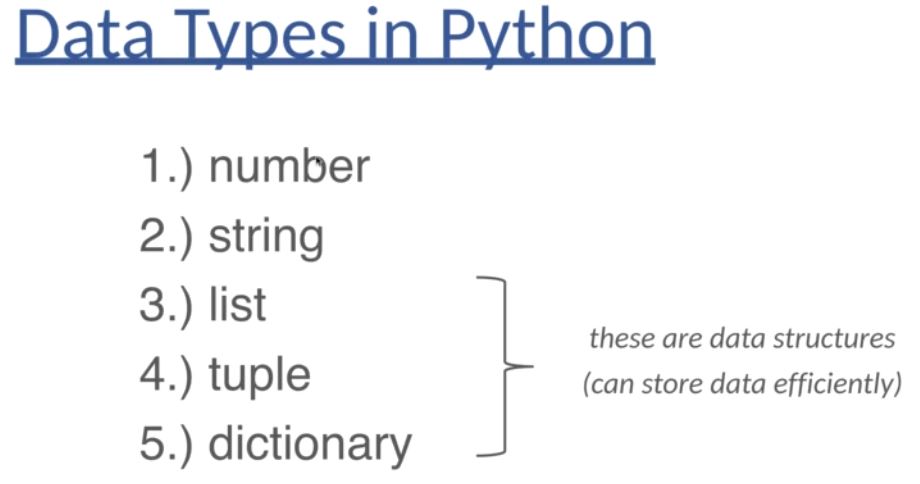 Data Types in Python
1.) number
2.) string
3.) list
4.) tuple
5.) dictionary
these are data structures
(can store data efficiently)